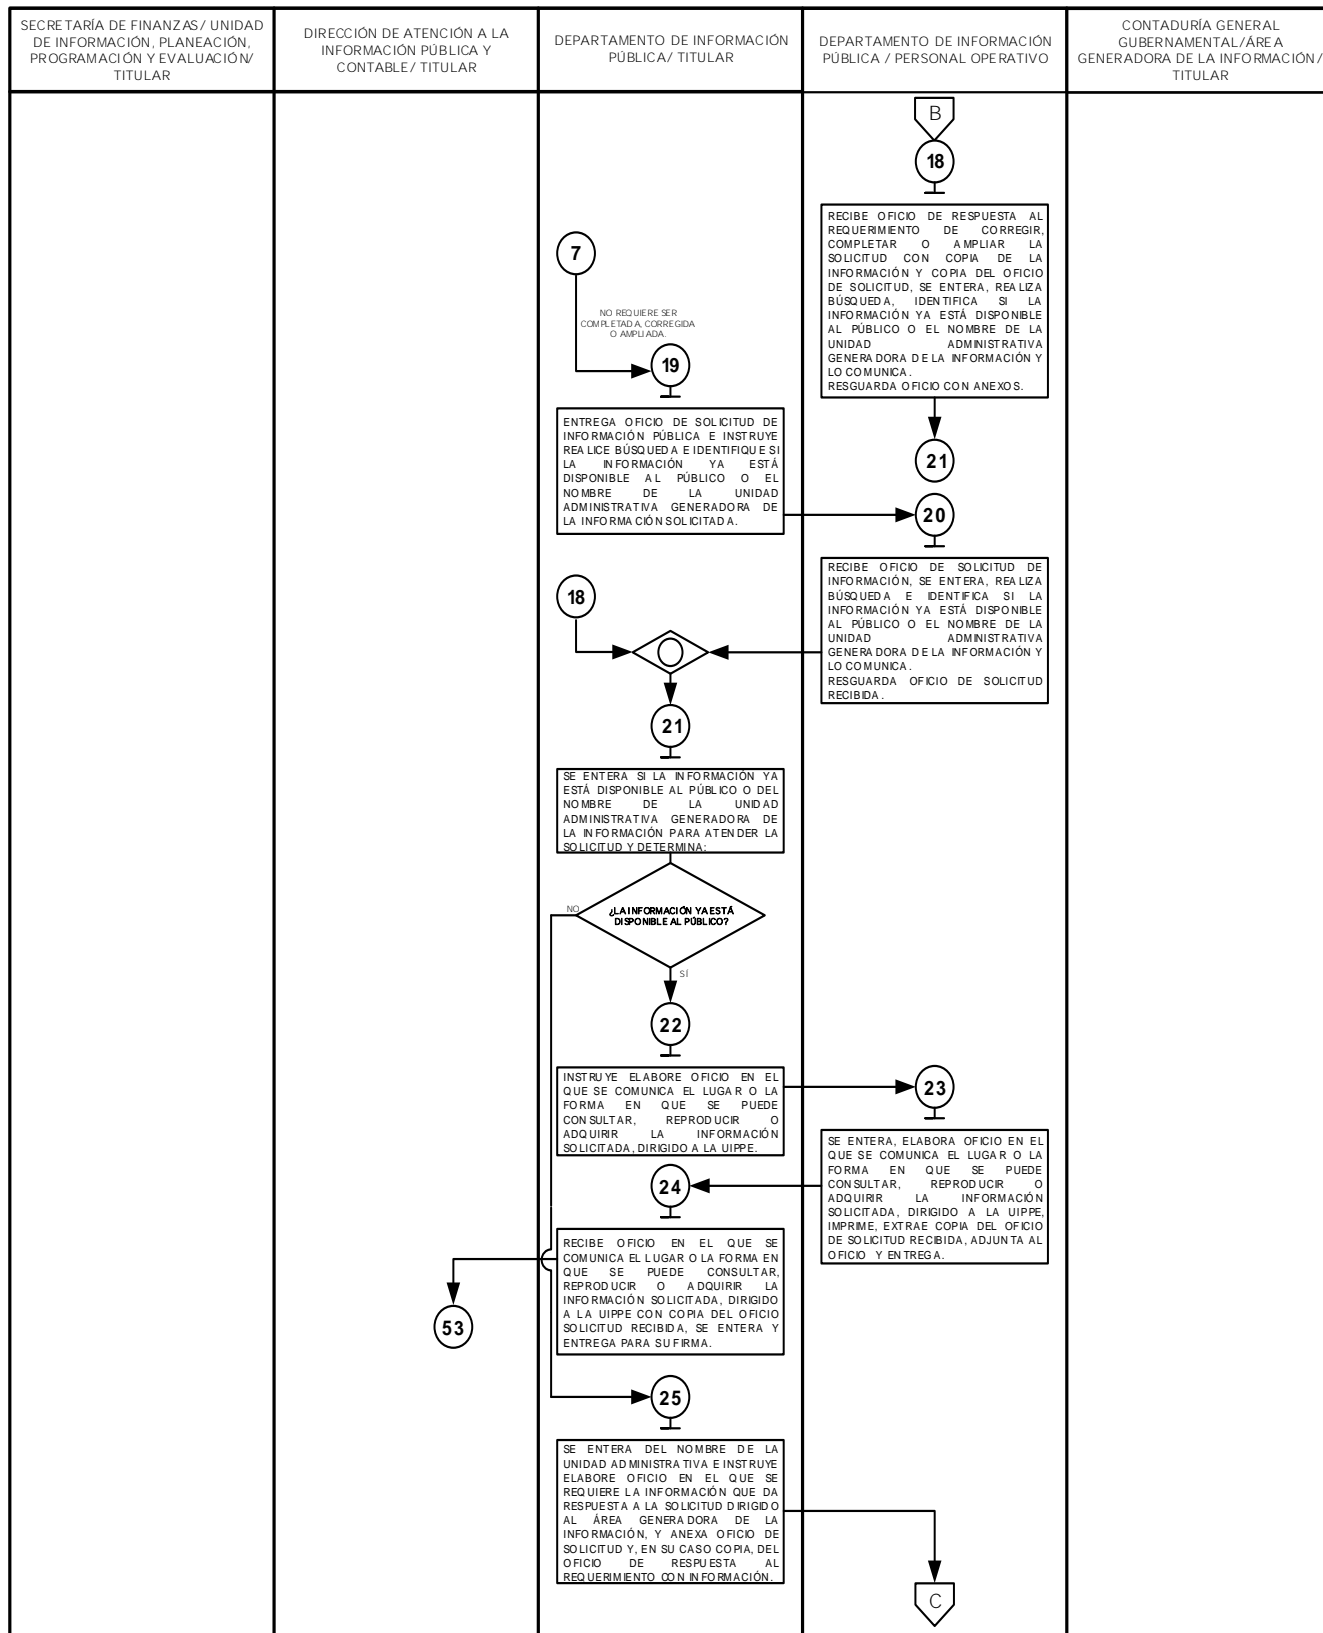 SECRETARÍA DE FINANZAS/ UNIDAD
DE INFORMACIÓN, PLANEACIÓN,
PROGRAMACIÓN Y EVALUACIÓN/
TITULAR
DIRECCIÓN DE ATENCIÓN A LA
INFORMACIÓN PÚBLICA Y
CONTABLE/ TITULAR
DEPARTAMENTO DE INFORMACIÓN
PÚBLICA/ TITULAR
DEPARTAMENTO DE INFORMACIÓN
PÚBLICA / PERSONAL OPERATIVO
CONTADURÍA GENERAL
GUBERNAMENTAL/ÁREA
GENERADORA DE LA INFORMACIÓN/
TITULAR
B
18
RECIBE OFICIO DE RESPUESTA AL
REQUERIMIENTO DE CORREGIR,
COMPLETAR O AMPLIAR LA
SOLICITUD CON COPIA DE LA
INFORMACIÓN Y COPIA DEL OFICIO
DE SOLICITUD, SE ENTERA, REALIZA
BÚSQUEDA, IDENTIFICA SI LA
INFORMACIÓN YA ESTÁ DISPONIBLE
AL PÚBLICO O EL NOMBRE DE LA
UNIDAD ADMINISTRATIVA
GENERADORA DE LA INFORMACIÓN Y
LO COMUNICA.
RESGUARDA OFICIO CON ANEXOS.
21
7
NO REQUIERE SER
COMPLETADA, CORREGIDA
O AMPLIADA.
19
ENTREGA OFICIO DE SOLICITUD DE
INFORMACIÓN PÚBLICA E INSTRUYE
REALICE BÚSQUEDA E IDENTIFIQUE SI
LA INFORMACIÓN YA ESTÁ
DISPONIBLE AL PÚBLICO O EL
NOMBRE DE LA UNIDAD
ADMINISTRATIVA GENERADORA DE
LA INFORMACIÓN SOLICITADA.
20
RECIBE OFICIO DE SOLICITUD DE
INFORMACIÓN, SE ENTERA, REALIZA
BÚSQUEDA E IDENTIFICA SI LA
INFORMACIÓN YA ESTÁ DISPONIBLE
AL PÚBLICO O EL NOMBRE DE LA
UNIDAD ADMINISTRATIVA
GENERADORA DE LA INFORMACIÓN Y
LO COMUNICA.
RESGUARDA OFICIO DE SOLICITUD
RECIBIDA.
18
21
SE ENTERA SI LA INFORMACIÓN YA
ESTÁ DISPONIBLE AL PÚBLICO O DEL
NOMBRE DE LA UNIDAD
ADMINISTRATIVA GENERADORA DE
LA INFORMACIÓN PARA ATENDER LA
SOLICITUD Y DETERMINA:
¿LA INFORMACIÓN YA ESTÁ
DISPONIBLE AL PÚBLICO?
NO
SÍ
22
INSTRUYE ELABORE OFICIO EN EL
QUE SE COMUNICA EL LUGAR O LA
FORMA EN QUE SE PUEDE
CONSULTAR, REPRODUCIR O
ADQUIRIR LA INFORMACIÓN
SOLICITADA, DIRIGIDO A LA UIPPE.
23
SE ENTERA, ELABORA OFICIO EN EL
QUE SE COMUNICA EL LUGAR O LA
FORMA EN QUE SE PUEDE
CONSULTAR, REPRODUCIR O
ADQUIRIR LA INFORMACIÓN
SOLICITADA, DIRIGIDO A LA UIPPE,
IMPRIME, EXTRAE COPIA DEL OFICIO
DE SOLICITUD RECIBIDA, ADJUNTA AL
OFICIO Y ENTREGA.
24
RECIBE OFICIO EN EL QUE SE
COMUNICA EL LUGAR O LA FORMA EN
QUE SE PUEDE CONSULTAR,
REPRODUCIR O ADQUIRIR LA
INFORMACIÓN SOLICITADA, DIRIGIDO
A LA UIPPE CON COPIA DEL OFICIO
SOLICITUD RECIBIDA, SE ENTERA Y
ENTREGA PARA SU FIRMA.
53
25
SE ENTERA DEL NOMBRE DE LA
UNIDAD ADMINISTRATIVA E INSTRUYE
ELABORE OFICIO EN EL QUE SE
REQUIERE LA INFORMACIÓN QUE DA
RESPUESTA A LA SOLICITUD DIRIGIDO
AL ÁREA GENERADORA DE LA
INFORMACIÓN, Y ANEXA OFICIO DE
SOLICITUD Y, EN SU CASO COPIA, DEL
OFICIO DE RESPUESTA AL
REQUERIMIENTO CON INFORMACIÓN.
C